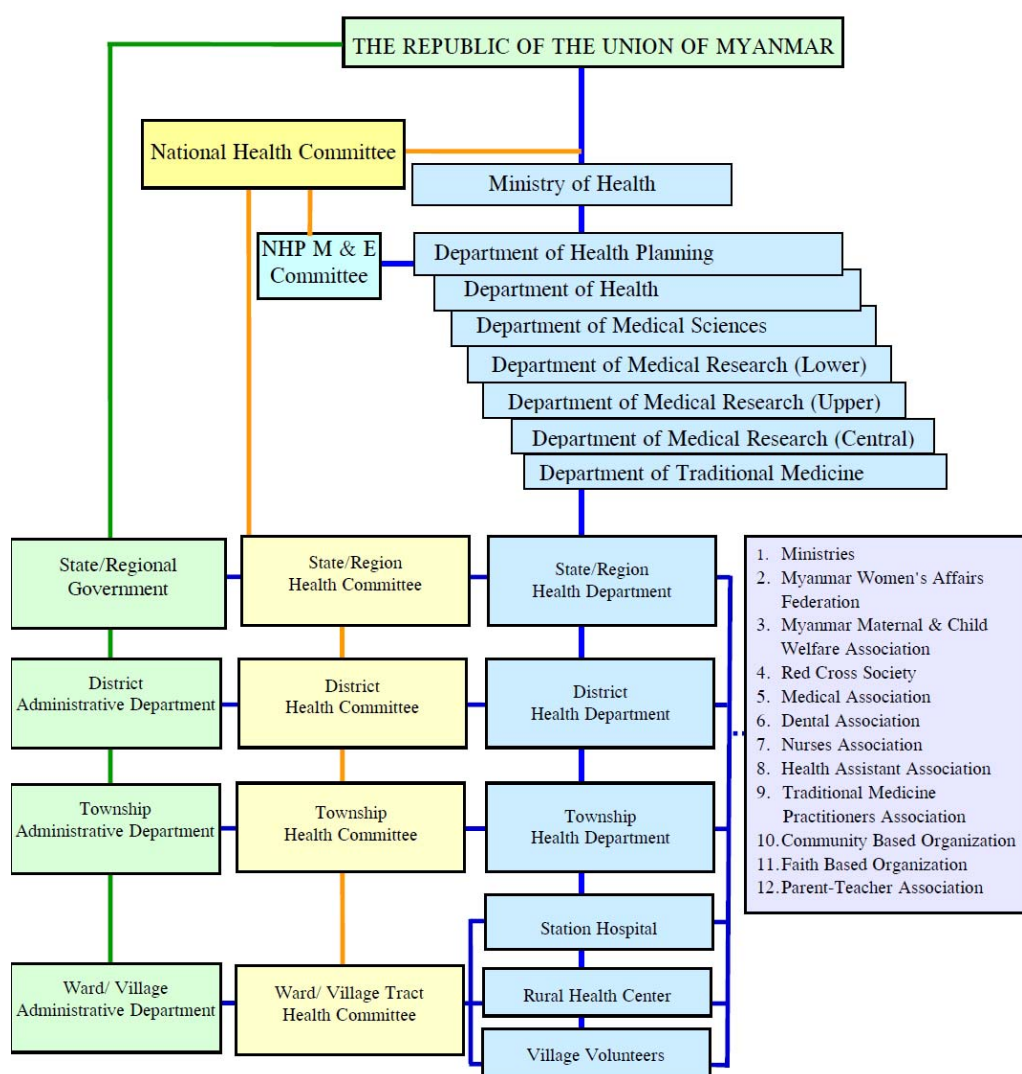 THE REPUBLIC OF THE UNION OF MYANMAR
National Health Committee
Ministry of Health
NHP M & E
Committee
Department of Health Planning
Department of Health
Department of Medical Sciences
Department of Medical Research (Lower)
Department of Medical Research (Upper)
Department of Medical Research (Central)
Department of Traditional Medicine
State/Regional
Government
State/Region
Health Committee
State/Region
Health Department
District
Administrative Department
District
Health Committee
District
Health Department
Township
Administrative Department
Township
Health Committee
Township
Health Department
Station Hospital
Ward/ Village
Administrative Department
Ward/ Village Tract
Health Committee
Rural Health Center
Village Volunteers
1. Ministries
2. Myanmar Women's Affairs
Federation
3. Myanmar Maternal & Child
Welfare Association
4. Red Cross Society
5. Medical Association
6. Dental Association
7. Nurses Association
8. Health Assistant Association
9. Traditional Medicine
Practitioners Association
10.Community Based Organization
11.Faith Based Organization
12.Parent-Teacher Association